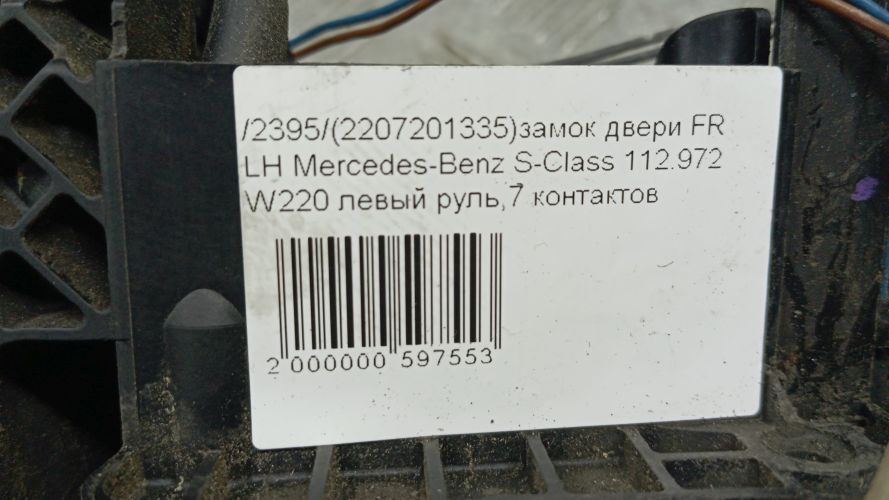 /2395/(2207201335)замок двери FR
LH Mercedes-Benz S-Class 112.972
W220 левый руль,7 контактов
2 000000 597553